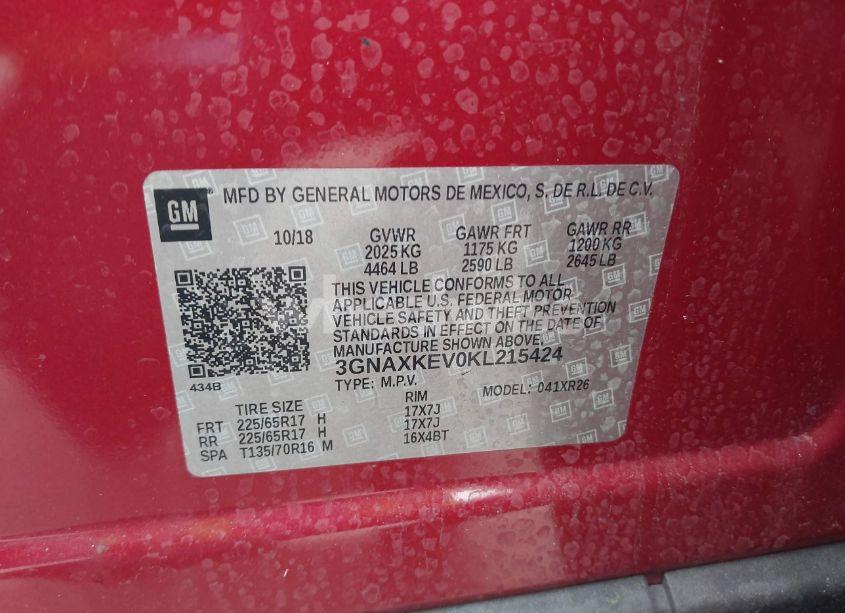 GM MFD BY GENERAL MOTORS DE MEXICO, S. DE R.L. DE C.V.
10/18 GVWR GAWR FRT GAWR RR
2025 KG 1175 KG 1200 KG
4464 LB 2590 LB 2645 LB
THIS VEHICLE CONFORMS TO ALL
APPLICABLE U.S. FEDERAL MOTOR
VEHICLE SAFETY AND THEFT PREVENTION
STANDARDS IN EFFECT ON THE DATE OF
MANUFACTURE SHOWN ABOVE.
3GNAXKEV0KL215424
434B TYPE: M.P.V. MODEL: 041XR26
TIRE SIZE RIM
FRT 225/65R17 H 17X7J
RR 225/65R17 H 17X7J
SPA T135/70R16 M 16X4BT